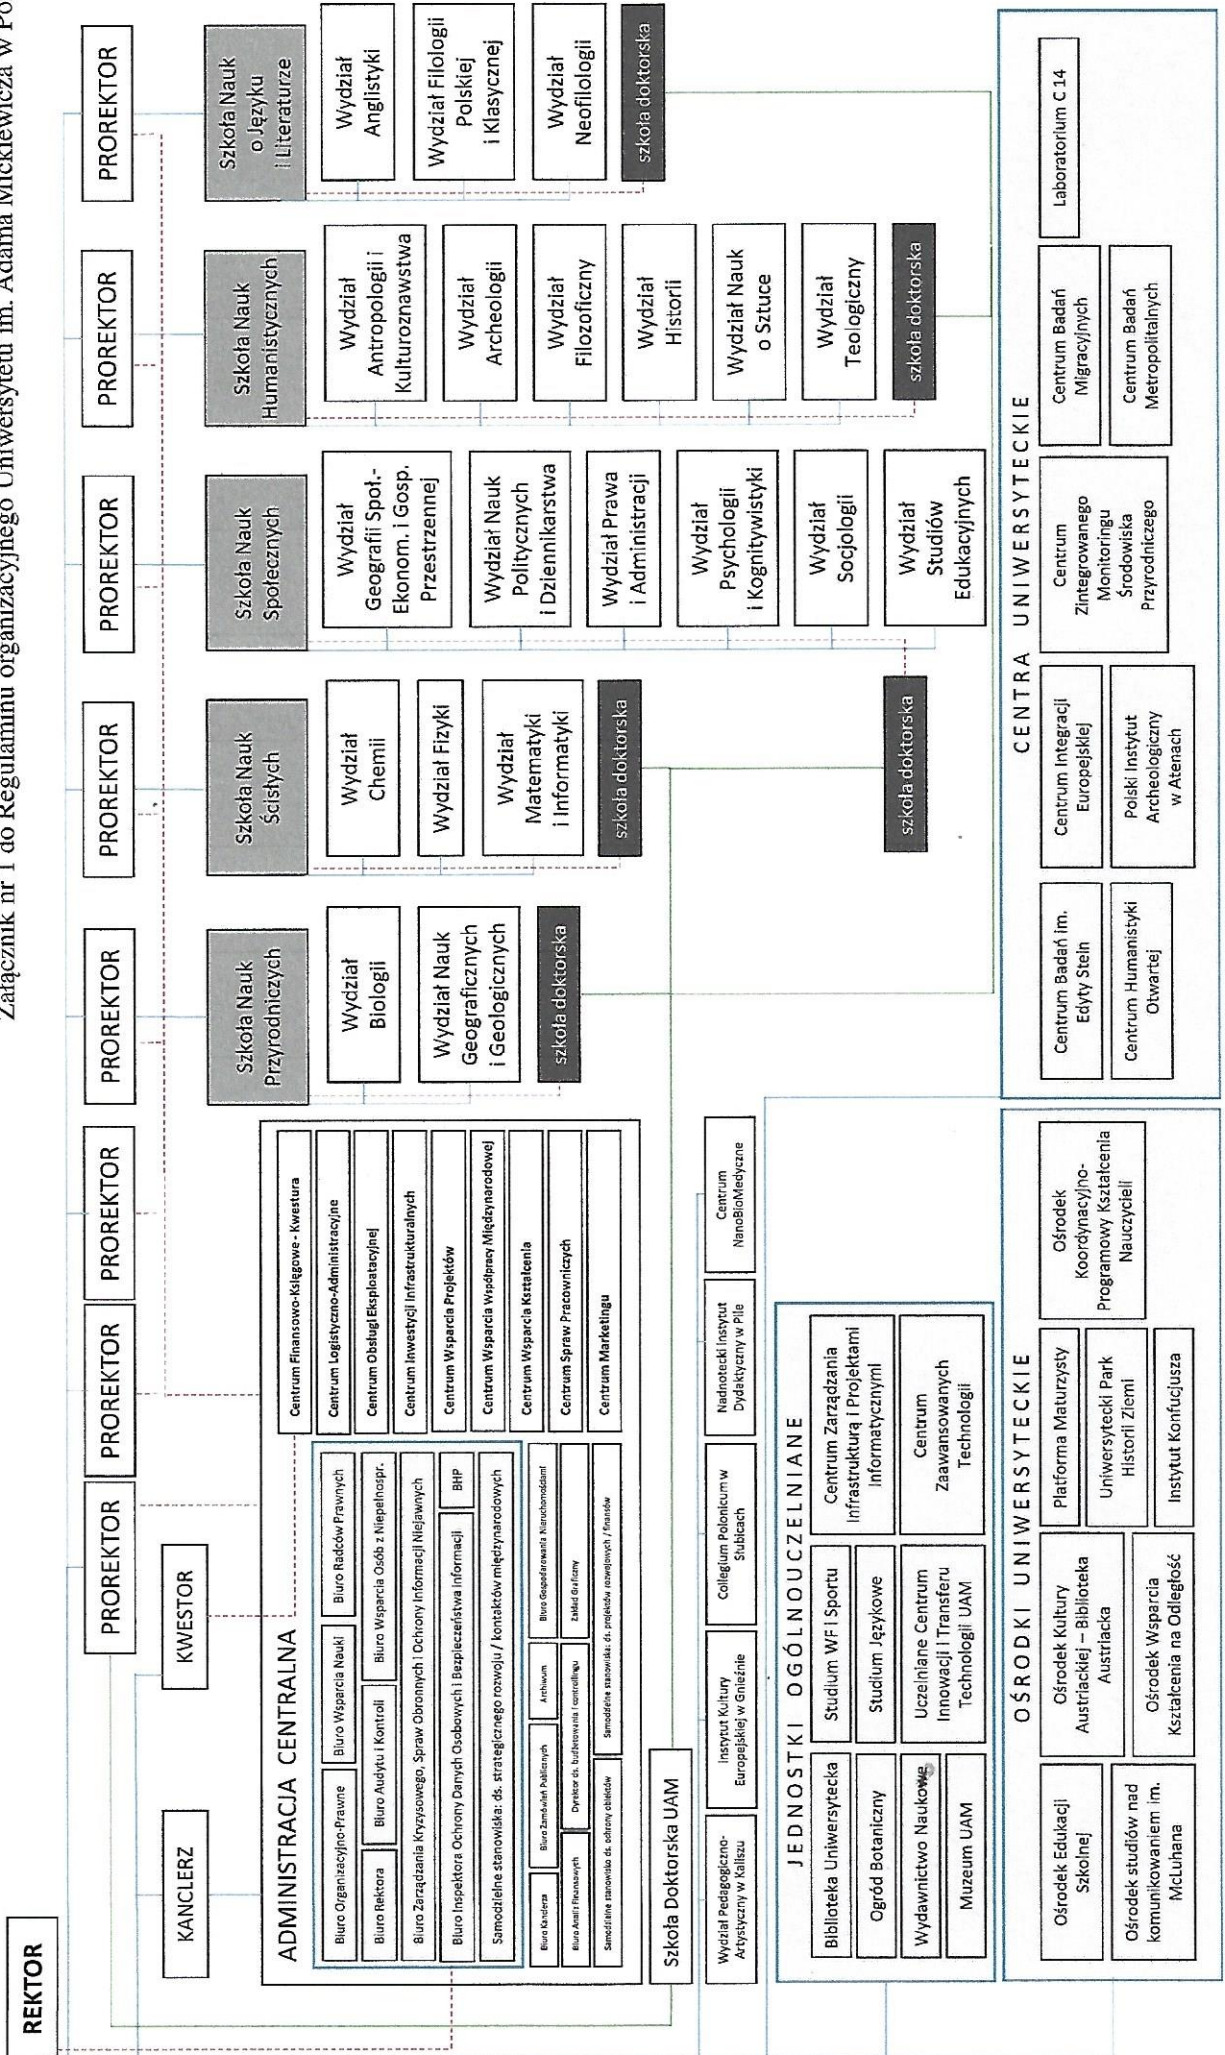 Załącznik nr 1 do Regulaminu organizacyjnego Uniwersytetu im. Adama Mickiewicza w Po
REKTOR
PROREKTOR
PROREKTOR
PROREKTOR
PROREKTOR
PROREKTOR
PROREKTOR
PROREKTOR
PROREKTOR
KANCLERZ
KWESTOR
ADMINISTRACJA CENTRALNA
Biuro Organizacyjno-Prawne
Biuro Wsparcia Nauki
Biuro Radców Prawnych
Biuro Rektora
Biuro Audytu i Kontroli
Biuro Wsparcia Osób z Niepełnospr.
Biuro Zarządzania Kryzysowego, Spraw Obronnych i Ochrony Informacji Niejawnych
Biuro Inspektora Ochrony Danych Osobowych i Bezpieczeństwa Informacji
BHP
Samodzielne stanowiska: ds. strategicznego rozwoju / kontaktów międzynarodowych
Biuro Kanclerza
Biuro Zamówień Publicznych
Archiwum
Biuro Gospodarowania Nieruchomościami
Biuro Analiz Finansowych
Dyrektor ds. budżetowania i controllingu
Zakład Graficzny
Samodzielne stanowisko ds. ochrony obiektów
Samodzielne stanowiska: ds. projektów rozwojowych / finansów
Centrum Finansowo-Księgowe - Kwestura
Centrum Logistyczno-Administracyjne
Centrum Obsługi Eksploatacyjnej
Centrum Inwestycji Infrastrukturalnych
Centrum Wsparcia Projektów
Centrum Wsparcia Współpracy Międzynarodowej
Centrum Wsparcia Kształcenia
Centrum Spraw Pracowniczych
Centrum Marketingu
Szkoła Nauk
Przyrodniczych
Wydział
Biologii
Wydział Nauk
Geograficznych
i Geologicznych
szkoła doktorska
Szkoła Nauk
Ścisłych
Wydział
Chemii
Wydział Fizyki
Wydział
Matematyki
i Informatyki
szkoła doktorska
Szkoła Nauk
Społecznych
Wydział
Geografii Społ.-
Ekonom. i Gosp.
Przestrzennej
Wydział Nauk
Politycznych
i Dziennikarstwa
Wydział Prawa
i Administracji
Wydział
Psychologii
i Kognitywistyki
Wydział
Socjologii
Wydział
Studiów
Edukacyjnych
szkoła doktorska
Szkoła Nauk
Humanistycznych
Wydział
Antropologii i
Kulturoznawstwa
Wydział
Archeologii
Wydział
Filozoficzny
Wydział
Historii
Wydział Nauk
o Sztuce
Wydział
Teologiczny
szkoła doktorska
Szkoła Nauk
o Języku
i Literaturze
Wydział
Anglistyki
Wydział Filologii
Polskiej
i Klasycznej
Wydział
Neofilologii
szkoła doktorska
Szkoła Doktorska UAM
Wydział Pedagogiczno-
Artystyczny w Kaliszu
Instytut Kultury
Europejskiej w Gnieźnie
Collegium Polonicum w
Słubicach
Nadnotecki Instytut
Dydaktyczny w Pile
Centrum
NanoBioMedyczne
JEDNOSTKI OGÓLNOUCZELNIANE
Biblioteka Uniwersytecka
Ogród Botaniczny
Wydawnictwo Naukowe
Muzeum UAM
Studium WF i Sportu
Studium Językowe
Uczelniane Centrum
Innowacji i Transferu
Technologii UAM
Centrum Zarządzania
Infrastrukturą i Projektami
Informatycznymi
Centrum
Zaawansowanych
Technologii
OŚRODKI UNIWERSYTECKIE
Ośrodek Edukacji
Szkolnej
Ośrodek studiów nad
komunikowaniem im.
McLuhana
Ośrodek Kultury
Austriackiej – Biblioteka
Austriacka
Ośrodek Wsparcia
Kształcenia na Odległość
Platforma Maturzysty
Uniwersytecki Park
Historii Ziemi
Instytut Konfucjusza
Ośrodek
Koordynacyjno-
Programowy Kształcenia
Nauczycieli
CENTRA UNIWERSYTECKIE
Centrum Badań im.
Edyty Stein
Centrum Humanistyki
Otwartej
Centrum Integracji
Europejskiej
Polski Instytut
Archeologiczny
w Atenach
Centrum
Zintegrowanego
Monitoringu
Środowiska
Przyrodniczego
Centrum Badań
Migracyjnych
Centrum Badań
Metropolitalnych
Laboratorium C 14